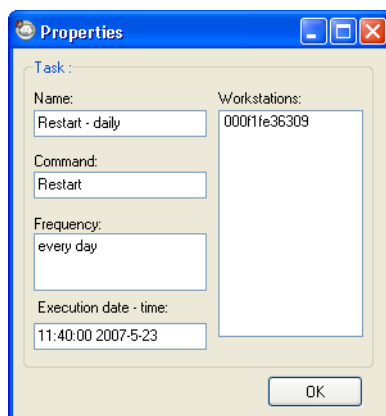 Properties
Task :
Name:
Restart - daily
Command:
Restart
Frequency:
every day
Execution date - time:
11:40:00 2007-5-23
Workstations:
000f1fe36309
OK